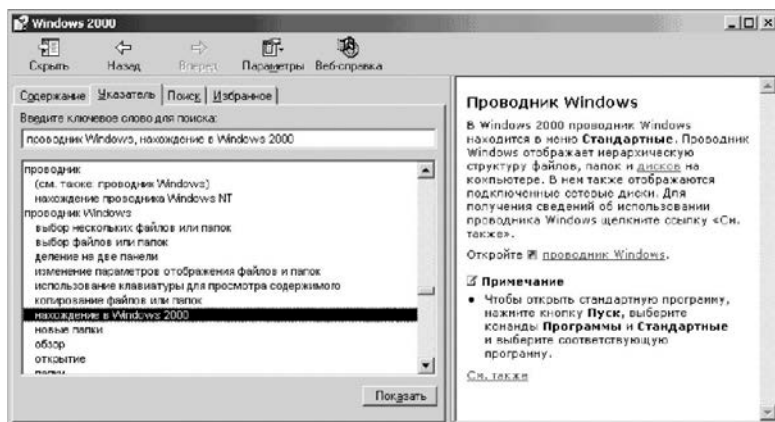 Windows 2000
Скрыть Назад Вперед Параметры Веб-справка
Содержание Указатель Поиск Избранное
Введите ключевое слово для поиска:
проводник Windows, нахождение в Windows 2000
проводник
(см. также: проводник Windows)
нахождение проводника Windows NT
проводник Windows
выбор нескольких файлов или папок
выбор файлов или папок
деление на две панели
изменение параметров отображения файлов и папок
использование клавиатуры для просмотра содержимого
копирование файлов или папок
нахождение в Windows 2000
новые папки
обзор
открытие
папки
Показать
Проводник Windows
В Windows 2000 проводник Windows
находится в меню Стандартные. Проводник
Windows отображает иерархическую
структуру файлов, папок и дисков на
компьютере. В нем также отображаются
подключенные сетевые диски. Для
получения сведений об использовании
проводника Windows щелкните ссылку «См.
также».
Откройте проводник Windows.
Примечание
• Чтобы открыть стандартную программу,
нажмите кнопку Пуск, выберите
команды Программы и Стандартные
и выберите соответствующую
программу.
См. также